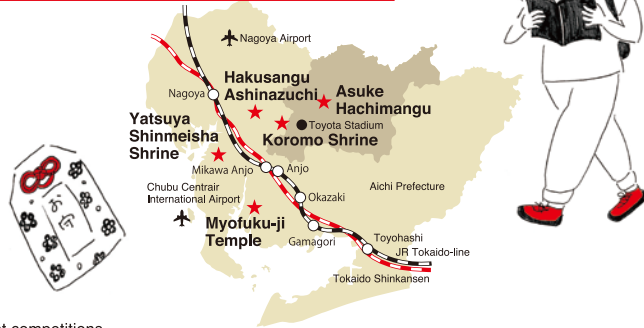 Nagoya Airport
Hakusangu
Ashinazuchi
Asuke
Hachimangu
Nagoya
Yatsuya
Shinmeisha
Shrine
Toyota Stadium
Koromo Shrine
Mikawa Anjo
Anjo
Chubu Centrair
International Airport
Aichi Prefecture
Okazaki
Myofuku-ji
Temple
Gamagori
Toyohashi
JR Tokaido-line
Tokaido Shinkansen
お守
competitions